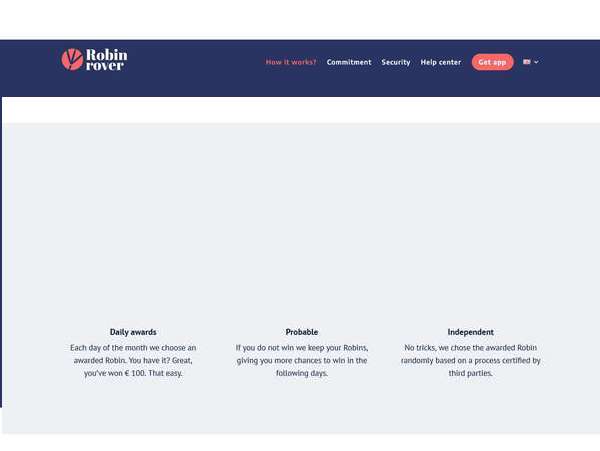 Robin
rover
How it works?
Commitment
Security
Help center
Get app
Daily awards
Each day of the month we choose an
awarded Robin. You have it? Great,
you've won € 100. That easy.
Probable
If you do not win we keep your Robins,
giving you more chances to win in the
following days.
Independent
No tricks, we chose the awarded Robin
randomly based on a process certified by
third parties.